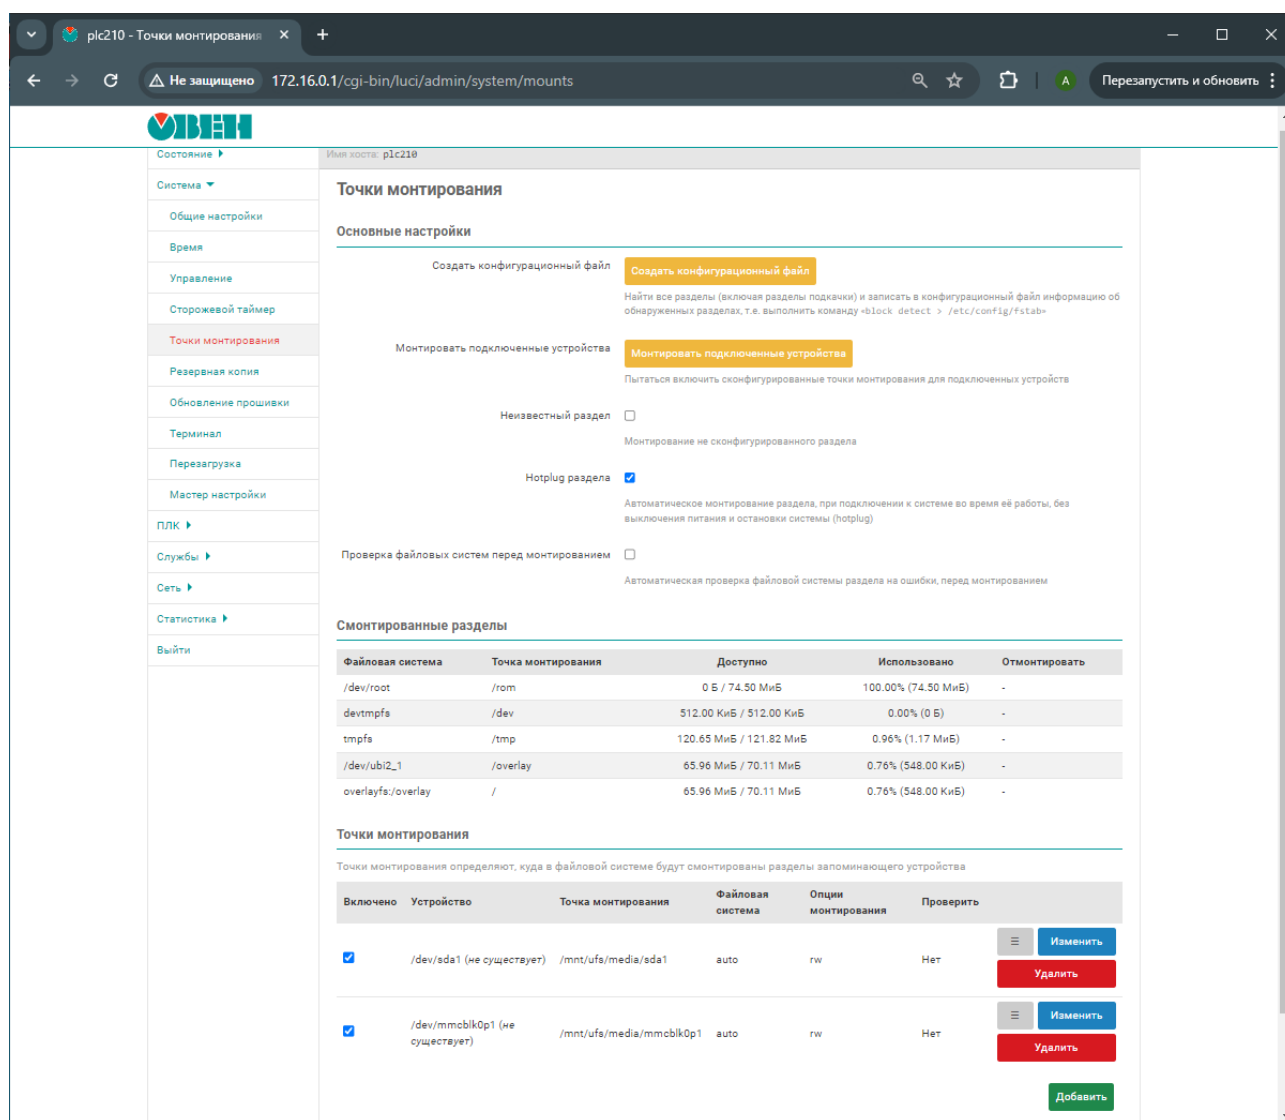 plc210 - Точки монтирования
Не защищено 172.16.0.1/cgi-bin/luci/admin/system/mounts
А
Перезапустить и обновить
ОВЕН
Состояние
Имя хоста: plc210
Система
Общие настройки
Время
Управление
Сторожевой таймер
Точки монтирования
Резервная копия
Обновление прошивки
Терминал
Перезагрузка
Мастер настройки
ПЛК
Службы
Сеть
Статистика
Выйти
Точки монтирования
Основные настройки
Создать конфигурационный файл
Создать конфигурационный файл
Найти все разделы (включая разделы подкачки) и записать в конфигурационный файл информацию об
обнаруженных разделах, т.е. выполнить команду «block detect > /etc/config/fstab»
Монтировать подключенные устройства
Монтировать подключенные устройства
Пытаться включить сконфигурированные точки монтирования для подключенных устройств
Неизвестный раздел
Монтирование не сконфигурированного раздела
Hotplug раздела
Автоматическое монтирование раздела, при подключении к системе во время её работы, без
выключения питания и остановки системы (hotplug)
Проверка файловых систем перед монтированием
Автоматическая проверка файловой системы раздела на ошибки, перед монтированием
Смонтированные разделы
Файловая система Точка монтирования Доступно Использовано Отмонтировать
/dev/root /rom 0 Б / 74.50 МиБ 100.00% (74.50 МиБ) -
devtmpfs /dev 512.00 КиБ / 512.00 КиБ 0.00% (0 Б) -
tmpfs /tmp 120.65 МиБ / 121.82 МиБ 0.96% (1.17 МиБ) -
/dev/ubi2_1 /overlay 65.96 МиБ / 70.11 МиБ 0.76% (548.00 КиБ) -
overlayfs:/overlay / 65.96 МиБ / 70.11 МиБ 0.76% (548.00 КиБ) -
Точки монтирования
Точки монтирования определяют, куда в файловой системе будут смонтированы разделы запоминающего устройства
Включено Устройство Точка монтирования Файловая система Опции монтирования Проверить
/dev/sda1 (не существует) /mnt/ufs/media/sda1 auto rw Нет
Изменить
Удалить
/dev/mmcblk0p1 (не
существует) /mnt/ufs/media/mmcblk0p1 auto rw Нет
Изменить
Удалить
Добавить